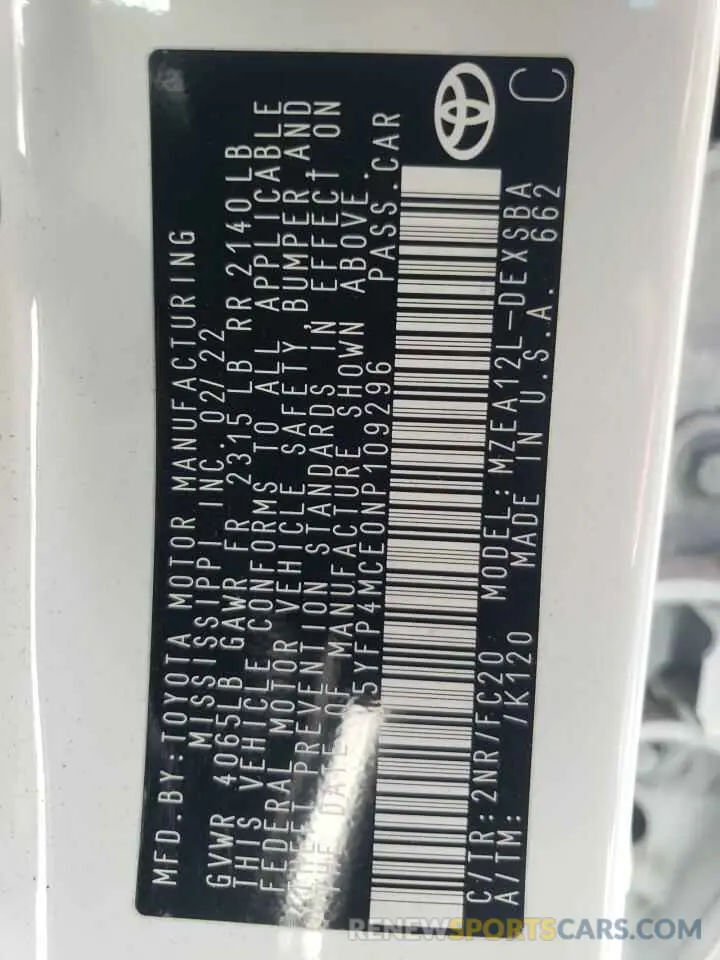 MFD.BY:TOYOTA MOTOR MANUFACTURING
MISSISSIPPI INC. 02/22
GVWR 4065LB GAWR FR 2315 LB RR 2140LB
THIS VEHICLE CONFORMS TO ALL APPLICABLE
FEDERAL MOTOR VEHICLE SAFETY,BUMPER AND
THEFT PREVENTION STANDARDS IN EFFECT ON
THE DATE OF MANUFACTURE SHOWN ABOVE.
5YFP4MCE0NP109296 PASS.CAR
C/TR:2NR/FC20 MODEL:MZEA12L-DEXSBA
A/TM: /K120 MADE IN U.S.A. 662
C
RENEWSPORTSCARS.COM